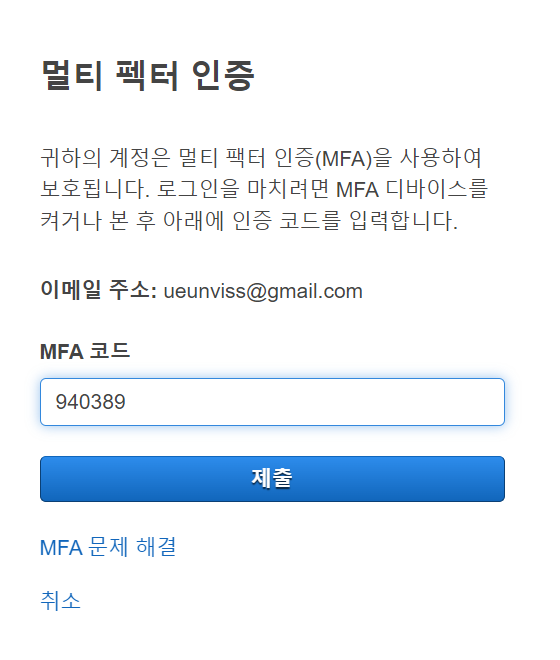 멀티 펙터 인증
귀하의 계정은 멀티 팩터 인증(MFA)을 사용하여
보호됩니다. 로그인을 마치려면 MFA 디바이스를
켜거나 본 후 아래에 인증 코드를 입력합니다.
이메일 주소: ueunviss@gmail.com
MFA 코드
940389
제출
MFA 문제 해결
취소